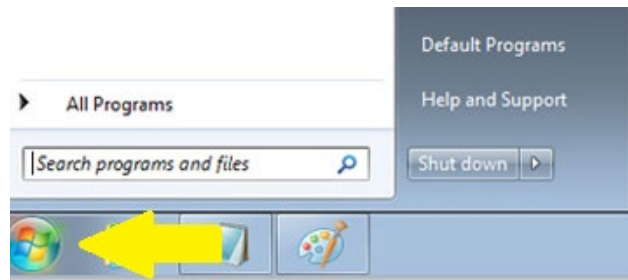 Default Programs
All Programs
Help and Support
Search programs and files
Shut down